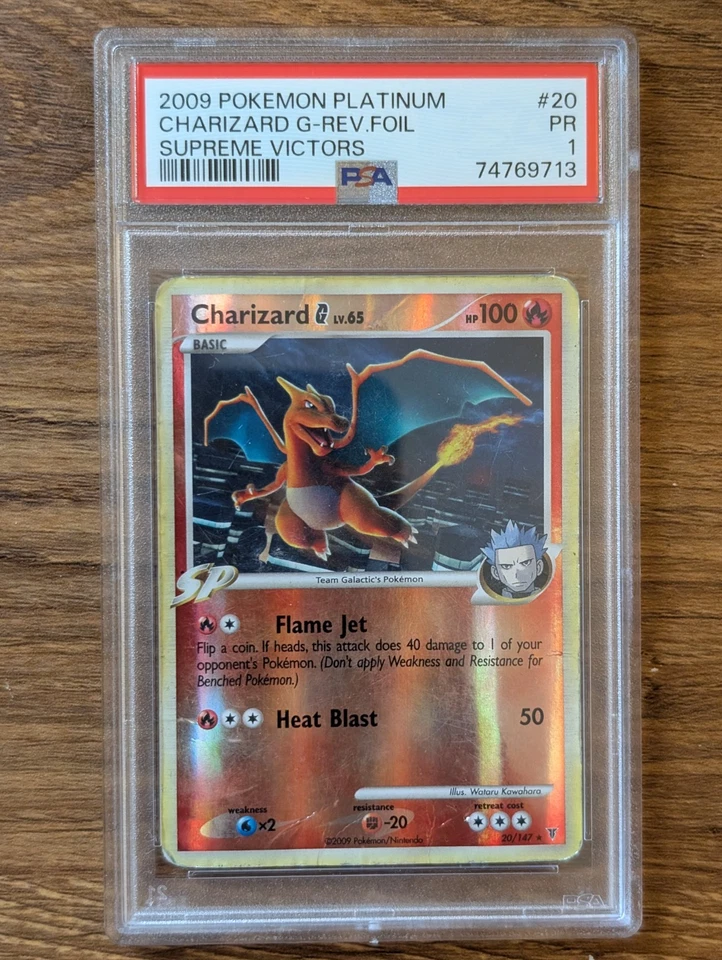 2009 POKEMON PLATINUM #20
CHARIZARD G-REV.FOIL PR
SUPREME VICTORS 1
PSA 74769713
Charizard G LV.65 HP 100
BASIC
SP
Team Galactic's Pokémon
Flame Jet
Flip a coin. If heads, this attack does 40 damage to 1 of your
opponent's Pokémon. (Don't apply Weakness and Resistance for
Benched Pokémon.)
Heat Blast 50
Illus. Wataru Kawahara
weakness resistance retreat cost
×2 -20
©2009 Pokémon/Nintendo 20/147 ★
PSA